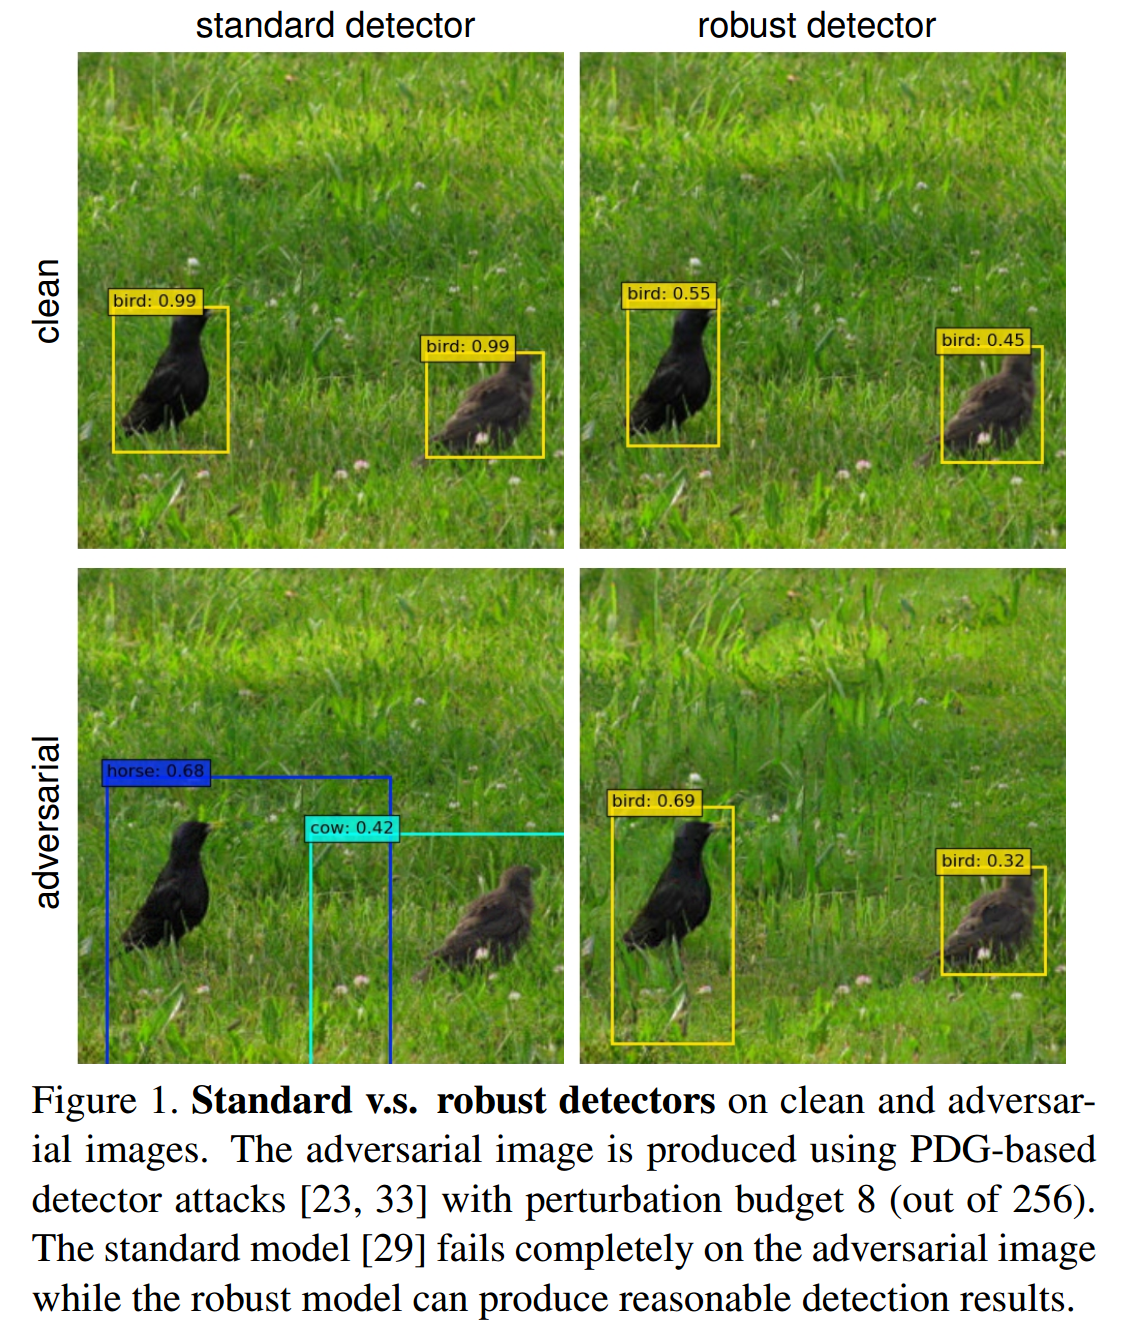 standard detector
robust detector
clean
bird: 0.99
bird: 0.99
bird: 0.55
bird: 0.45
adversarial
horse: 0.68
cow: 0.42
bird: 0.69
bird: 0.32
Figure 1. Standard v.s. robust detectors on clean and adversar-
ial images. The adversarial image is produced using PDG-based
detector attacks [23, 33] with perturbation budget 8 (out of 256).
The standard model [29] fails completely on the adversarial image
while the robust model can produce reasonable detection results.